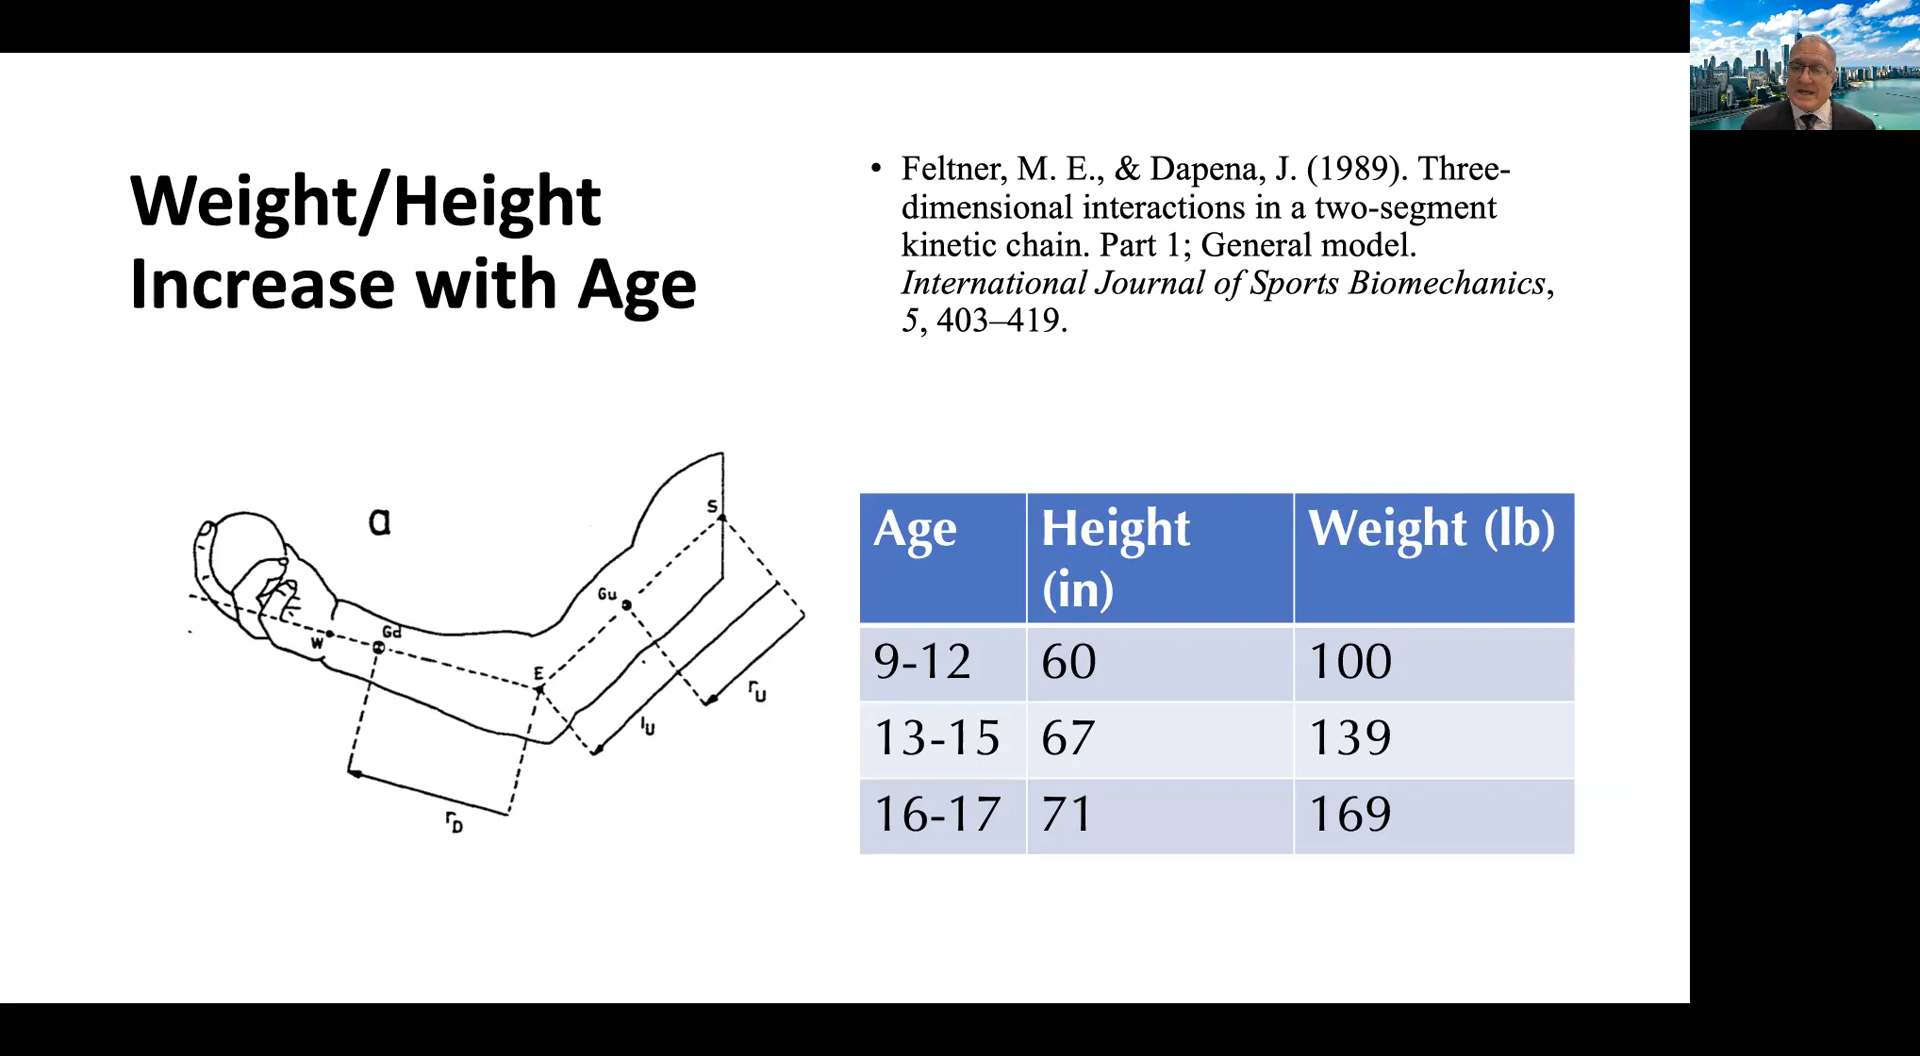 Weight/Height
Increase with Age
• Feltner, M. E., & Dapena, J. (1989). Three-
dimensional interactions in a two-segment
kinetic chain. Part 1; General model.
International Journal of Sports Biomechanics,
5, 403–419.
a
S
Gu
Gd
W
E
rU
lU
rD
Age Height (in) Weight (lb)
9-12 60 100
13-15 67 139
16-17 71 169